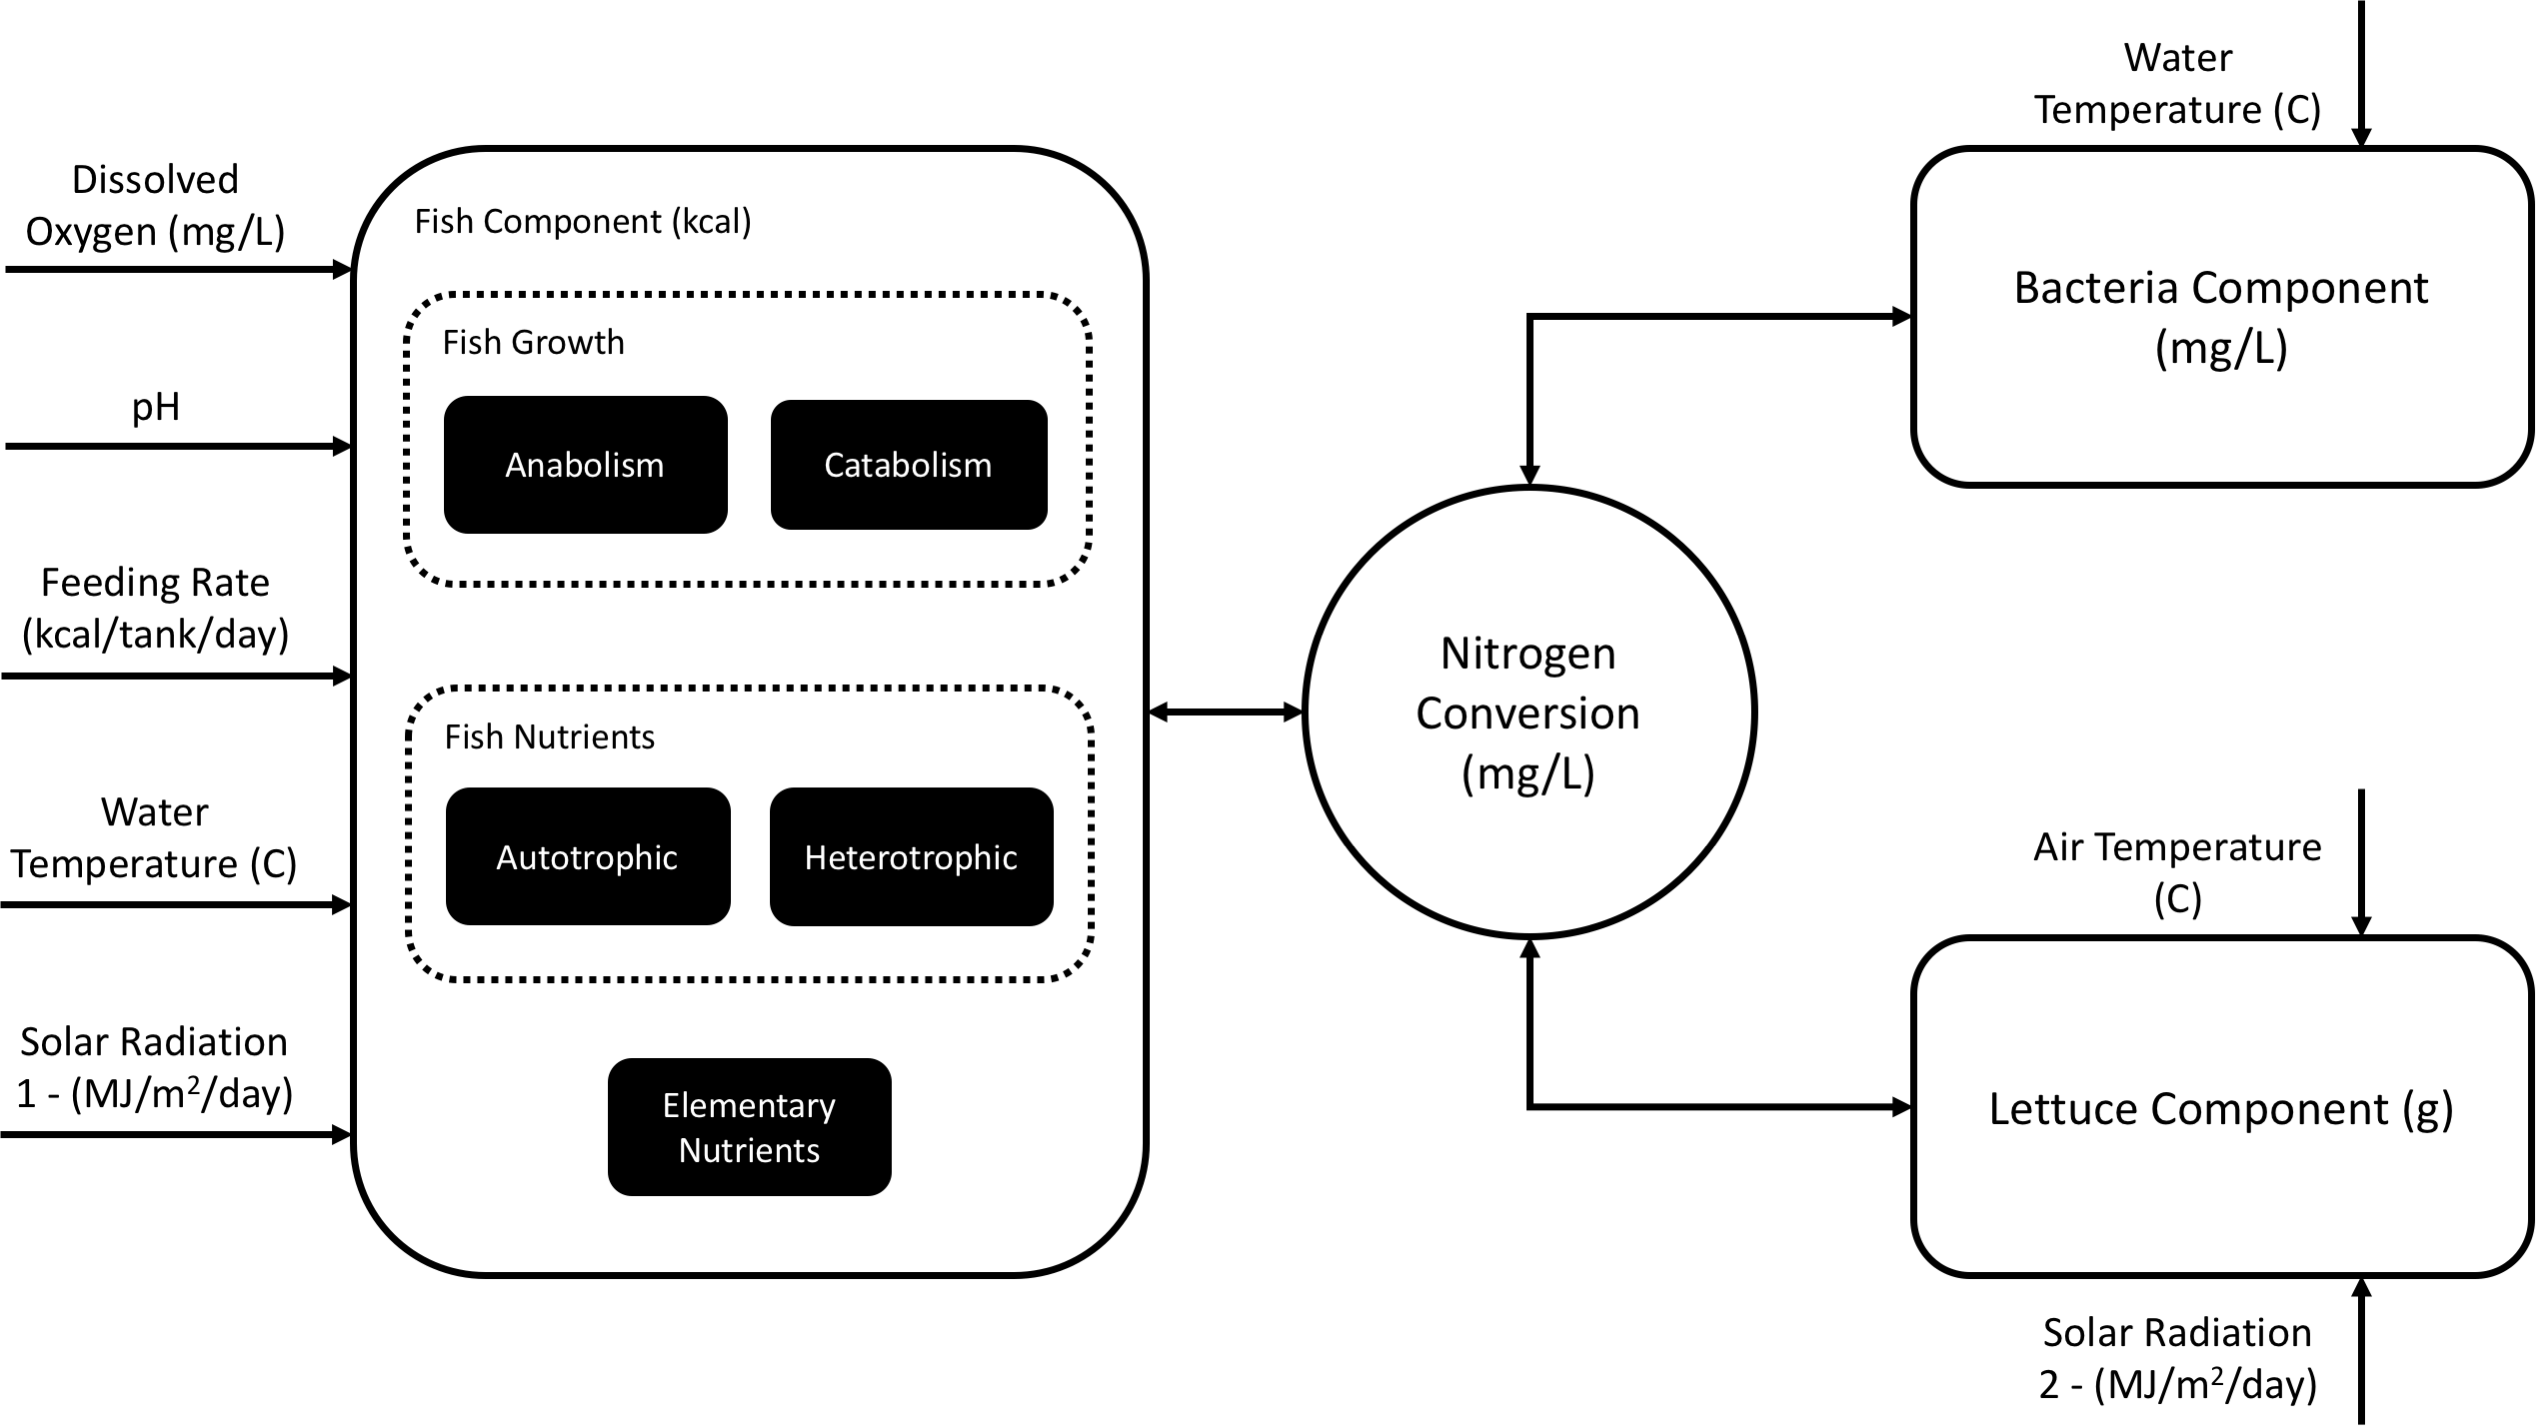 Dissolved
Oxygen (mg/L)
pH
Feeding Rate
(kcal/tank/day)
Water
Temperature (C)
Solar Radiation
1 - (MJ/m²/day)
Fish Component (kcal)
Fish Growth
Anabolism
Catabolism
Fish Nutrients
Autotrophic
Heterotrophic
Elementary
Nutrients
Nitrogen
Conversion
(mg/L)
Water
Temperature (C)
Bacteria Component
(mg/L)
Air Temperature
(C)
Lettuce Component (g)
Solar Radiation
2 - (MJ/m²/day)